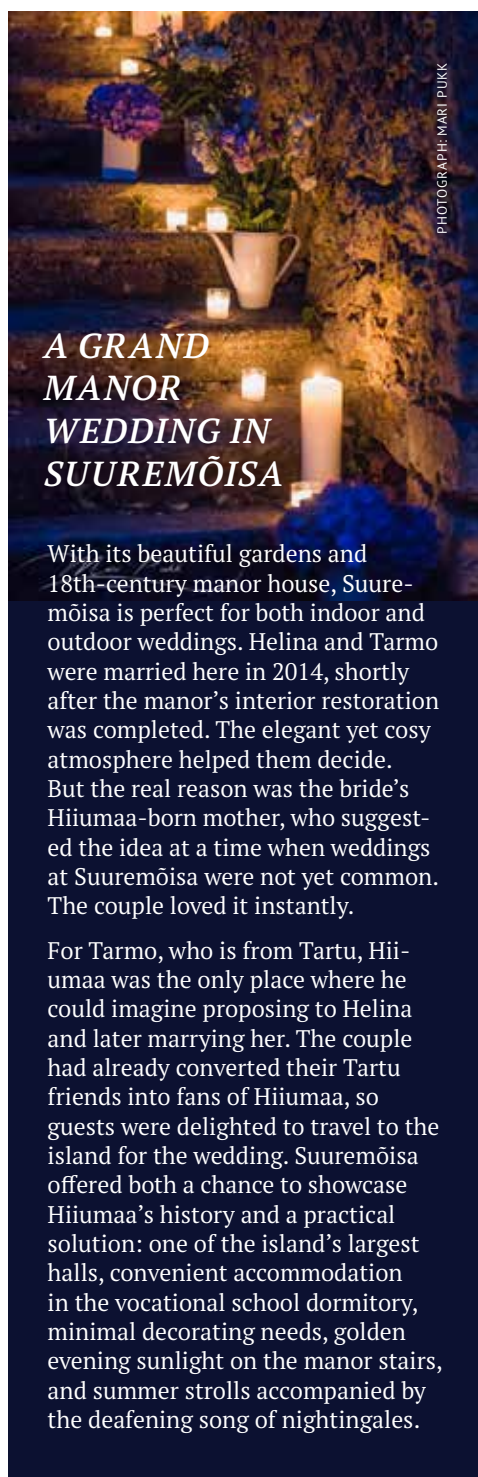 PHOTOGRAPH: MARI PUKK
A GRAND
MANOR
WEDDING IN
SUUREMÕISA
With its beautiful gardens and
18th-century manor house, Suure-
mõisa is perfect for both indoor and
outdoor weddings. Helina and Tarmo
were married here in 2014, shortly
after the manor’s interior restoration
was completed. The elegant yet cosy
atmosphere helped them decide.
But the real reason was the bride’s
Hiiumaa-born mother, who suggest-
ed the idea at a time when weddings
at Suuremõisa were not yet common.
The couple loved it instantly.
For Tarmo, who is from Tartu, Hii-
umaa was the only place where he
could imagine proposing to Helina
and later marrying her. The couple
had already converted their Tartu
friends into fans of Hiiumaa, so
guests were delighted to travel to the
island for the wedding. Suuremõisa
offered both a chance to showcase
Hiiumaa’s history and a practical
solution: one of the island’s largest
halls, convenient accommodation
in the vocational school dormitory,
minimal decorating needs, golden
evening sunlight on the manor stairs,
and summer strolls accompanied by
the deafening song of nightingales.